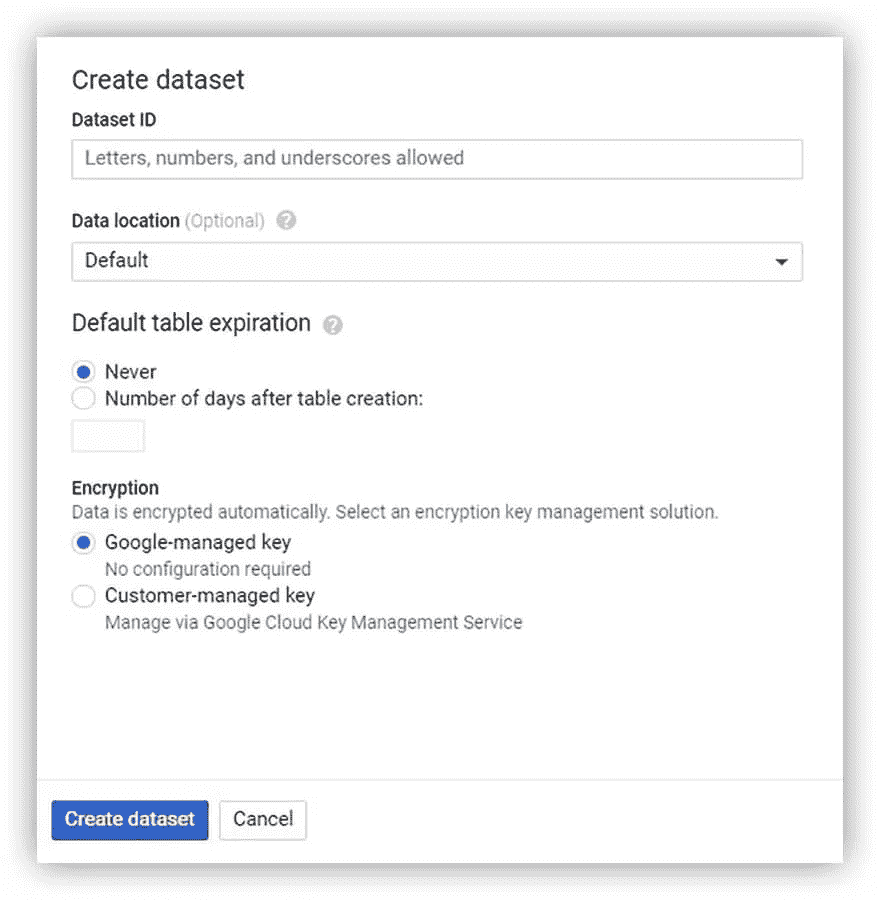 Create dataset
Dataset ID
Letters, numbers, and underscores allowed
Data location (Optional) ?
Default
Default table expiration ?
Never
Number of days after table creation:
Encryption
Data is encrypted automatically. Select an encryption key management solution.
Google-managed key
No configuration required
Customer-managed key
Manage via Google Cloud Key Management Service
Create dataset Cancel